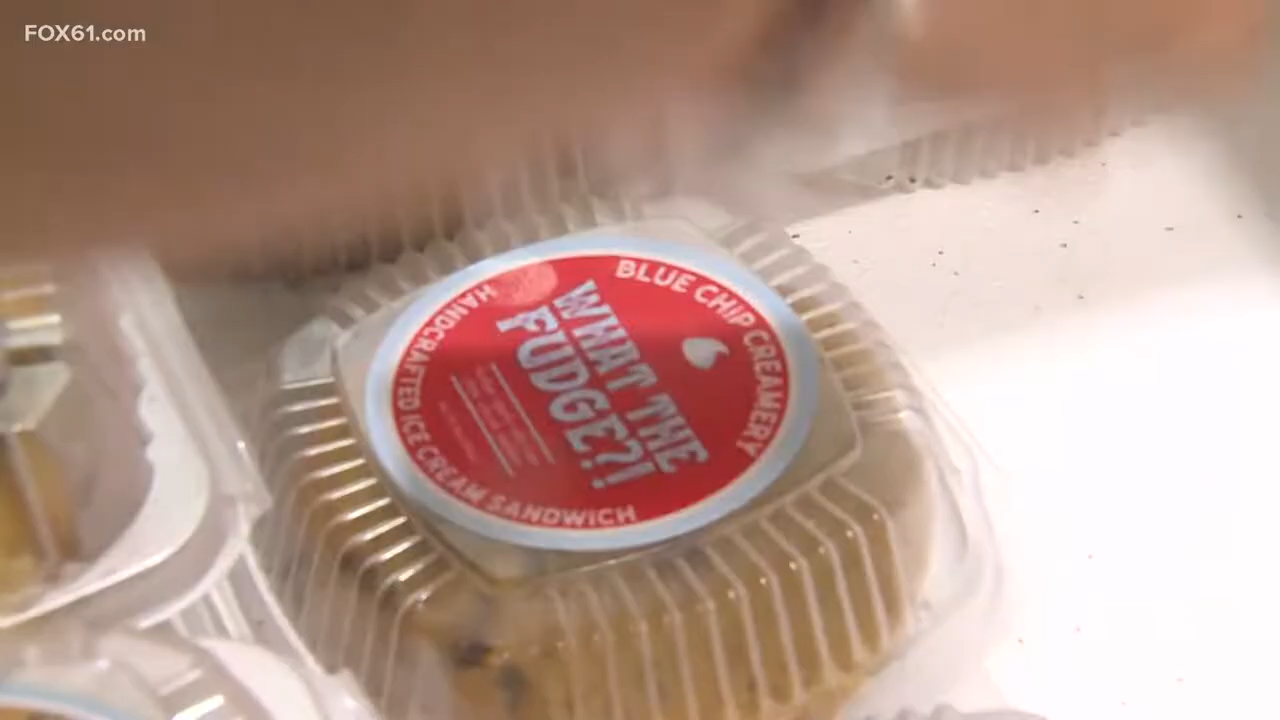 FOX61.com
BLUE CHIP CREAMERY
WHAT THE
FUDGE?!
HANDCRAFTED ICE CREAM SANDWICH